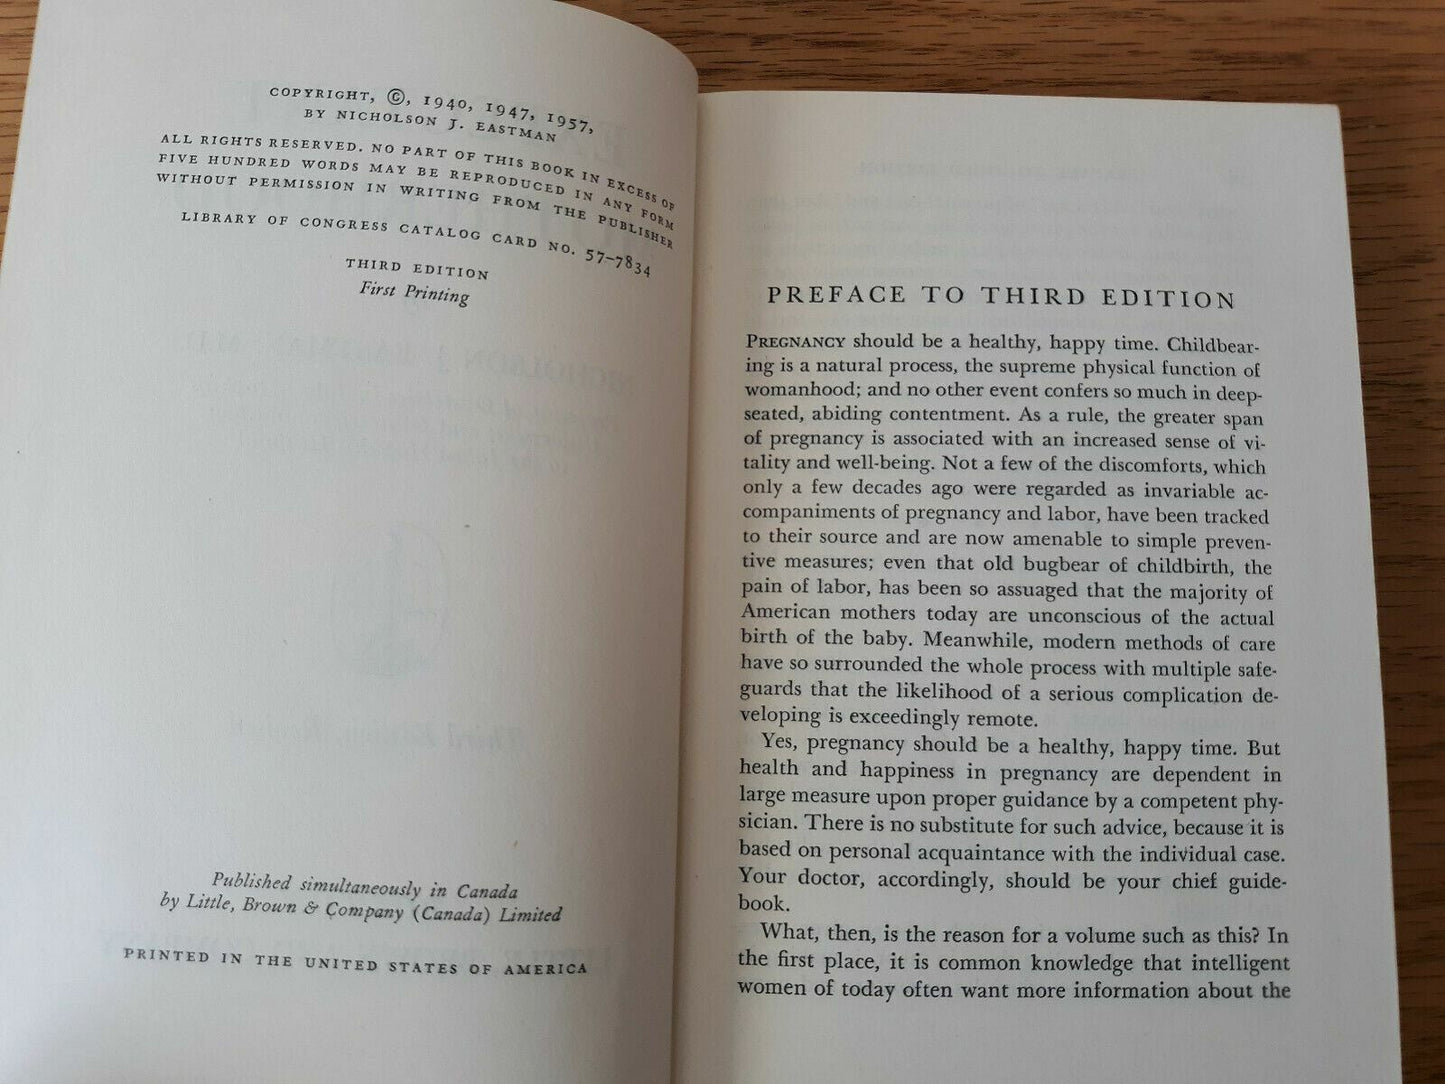 COPYRIGHT, ©, 1940, 1947, 1957,
BY NICHOLSON J. EASTMAN
ALL RIGHTS RESERVED. NO PART OF THIS BOOK IN EXCESS OF
FIVE HUNDRED WORDS MAY BE REPRODUCED IN ANY FORM
WITHOUT PERMISSION IN WRITING FROM THE PUBLISHER
LIBRARY OF CONGRESS CATALOG CARD NO. 57-7834
THIRD EDITION
First Printing
Published simultaneously in Canada
by Little, Brown & Company (Canada) Limited
PRINTED IN THE UNITED STATES OF AMERICA
PREFACE TO THIRD EDITION
PREGNANCY should be a healthy, happy time. Childbear-
ing is a natural process, the supreme physical function of
womanhood; and no other event confers so much in deep-
seated, abiding contentment. As a rule, the greater span
of pregnancy is associated with an increased sense of vi-
tality and well-being. Not a few of the discomforts, which
only a few decades ago were regarded as invariable ac-
companiments of pregnancy and labor, have been tracked
to their source and are now amenable to simple preven-
tive measures; even that old bugbear of childbirth, the
pain of labor, has been so assuaged that the majority of
American mothers today are unconscious of the actual
birth of the baby. Meanwhile, modern methods of care
have so surrounded the whole process with multiple safe-
guards that the likelihood of a serious complication de-
veloping is exceedingly remote.
Yes, pregnancy should be a healthy, happy time. But
health and happiness in pregnancy are dependent in
large measure upon proper guidance by a competent phy-
sician. There is no substitute for such advice, because it is
based on personal acquaintance with the individual case.
Your doctor, accordingly, should be your chief guide-
book.
What, then, is the reason for a volume such as this? In
the first place, it is common knowledge that intelligent
women of today often want more information about the